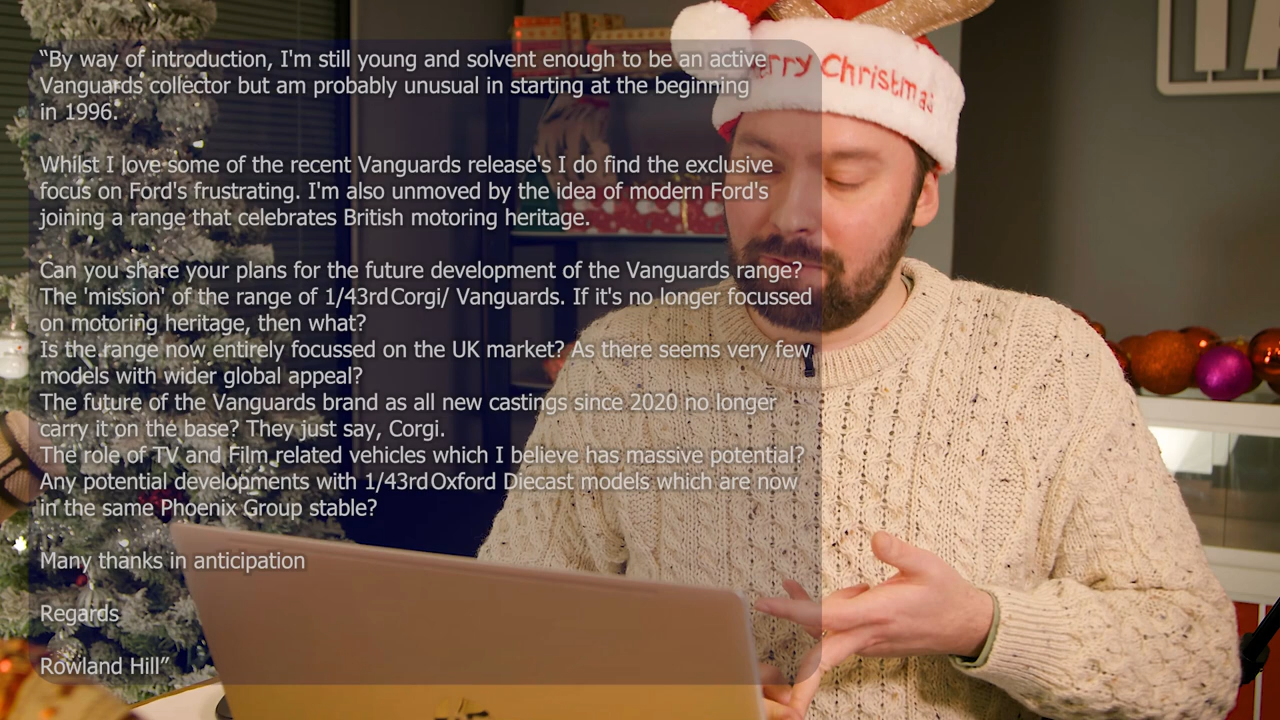 “By way of introduction, I'm still young and solvent enough to be an active
Vanguards collector but am probably unusual in starting at the beginning
in 1996.
Whilst I love some of the recent Vanguards release's I do find the exclusive
focus on Ford's frustrating. I'm also unmoved by the idea of modern Ford's
joining a range that celebrates British motoring heritage.
Can you share your plans for the future development of the Vanguards range?
The 'mission' of the range of 1/43rd Corgi/ Vanguards. If it's no longer focussed
on motoring heritage, then what?
Is the range now entirely focussed on the UK market? As there seems very few
models with wider global appeal?
The future of the Vanguards brand as all new castings since 2020 no longer
carry it on the base? They just say, Corgi.
The role of TV and Film related vehicles which I believe has massive potential?
Any potential developments with 1/43rd Oxford Diecast models which are now
in the same Phoenix Group stable?
Many thanks in anticipation
Regards
Rowland Hill”
Merry Christmas